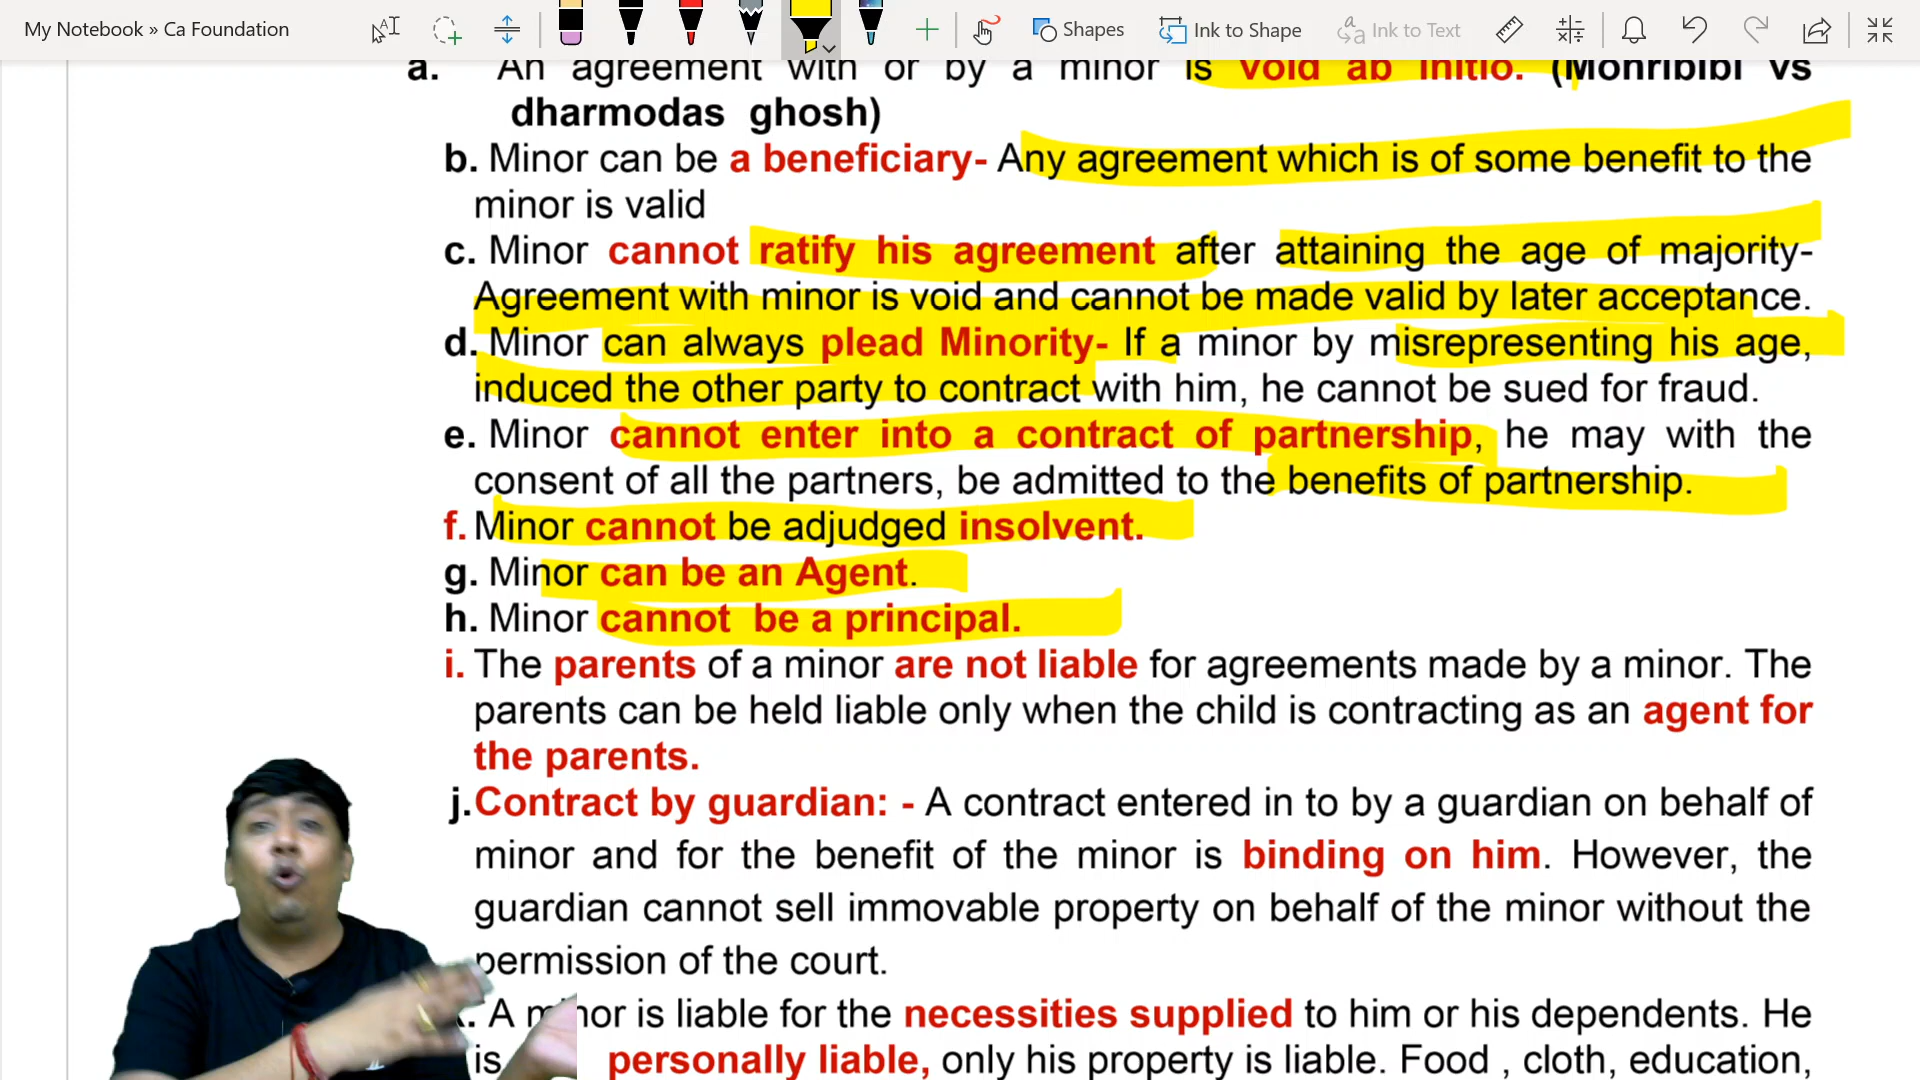 My Notebook » Ca Foundation
Shapes
Ink to Shape
Ink to Text
a. An agreement with or by a minor is void ab initio. (Mohribibi vs
dharmodas ghosh)
b. Minor can be a beneficiary- Any agreement which is of some benefit to the
minor is valid
c. Minor cannot ratify his agreement after attaining the age of majority-
Agreement with minor is void and cannot be made valid by later acceptance.
d. Minor can always plead Minority- If a minor by misrepresenting his age,
induced the other party to contract with him, he cannot be sued for fraud.
e. Minor cannot enter into a contract of partnership, he may with the
consent of all the partners, be admitted to the benefits of partnership.
f. Minor cannot be adjudged insolvent.
g. Minor can be an Agent.
h. Minor cannot be a principal.
i. The parents of a minor are not liable for agreements made by a minor. The
parents can be held liable only when the child is contracting as an agent for
the parents.
j. Contract by guardian: - A contract entered in to by a guardian on behalf of
minor and for the benefit of the minor is binding on him. However, the
guardian cannot sell immovable property on behalf of the minor without the
permission of the court.
A minor is liable for the necessities supplied to him or his dependents. He
is personally liable, only his property is liable. Food , cloth, education,